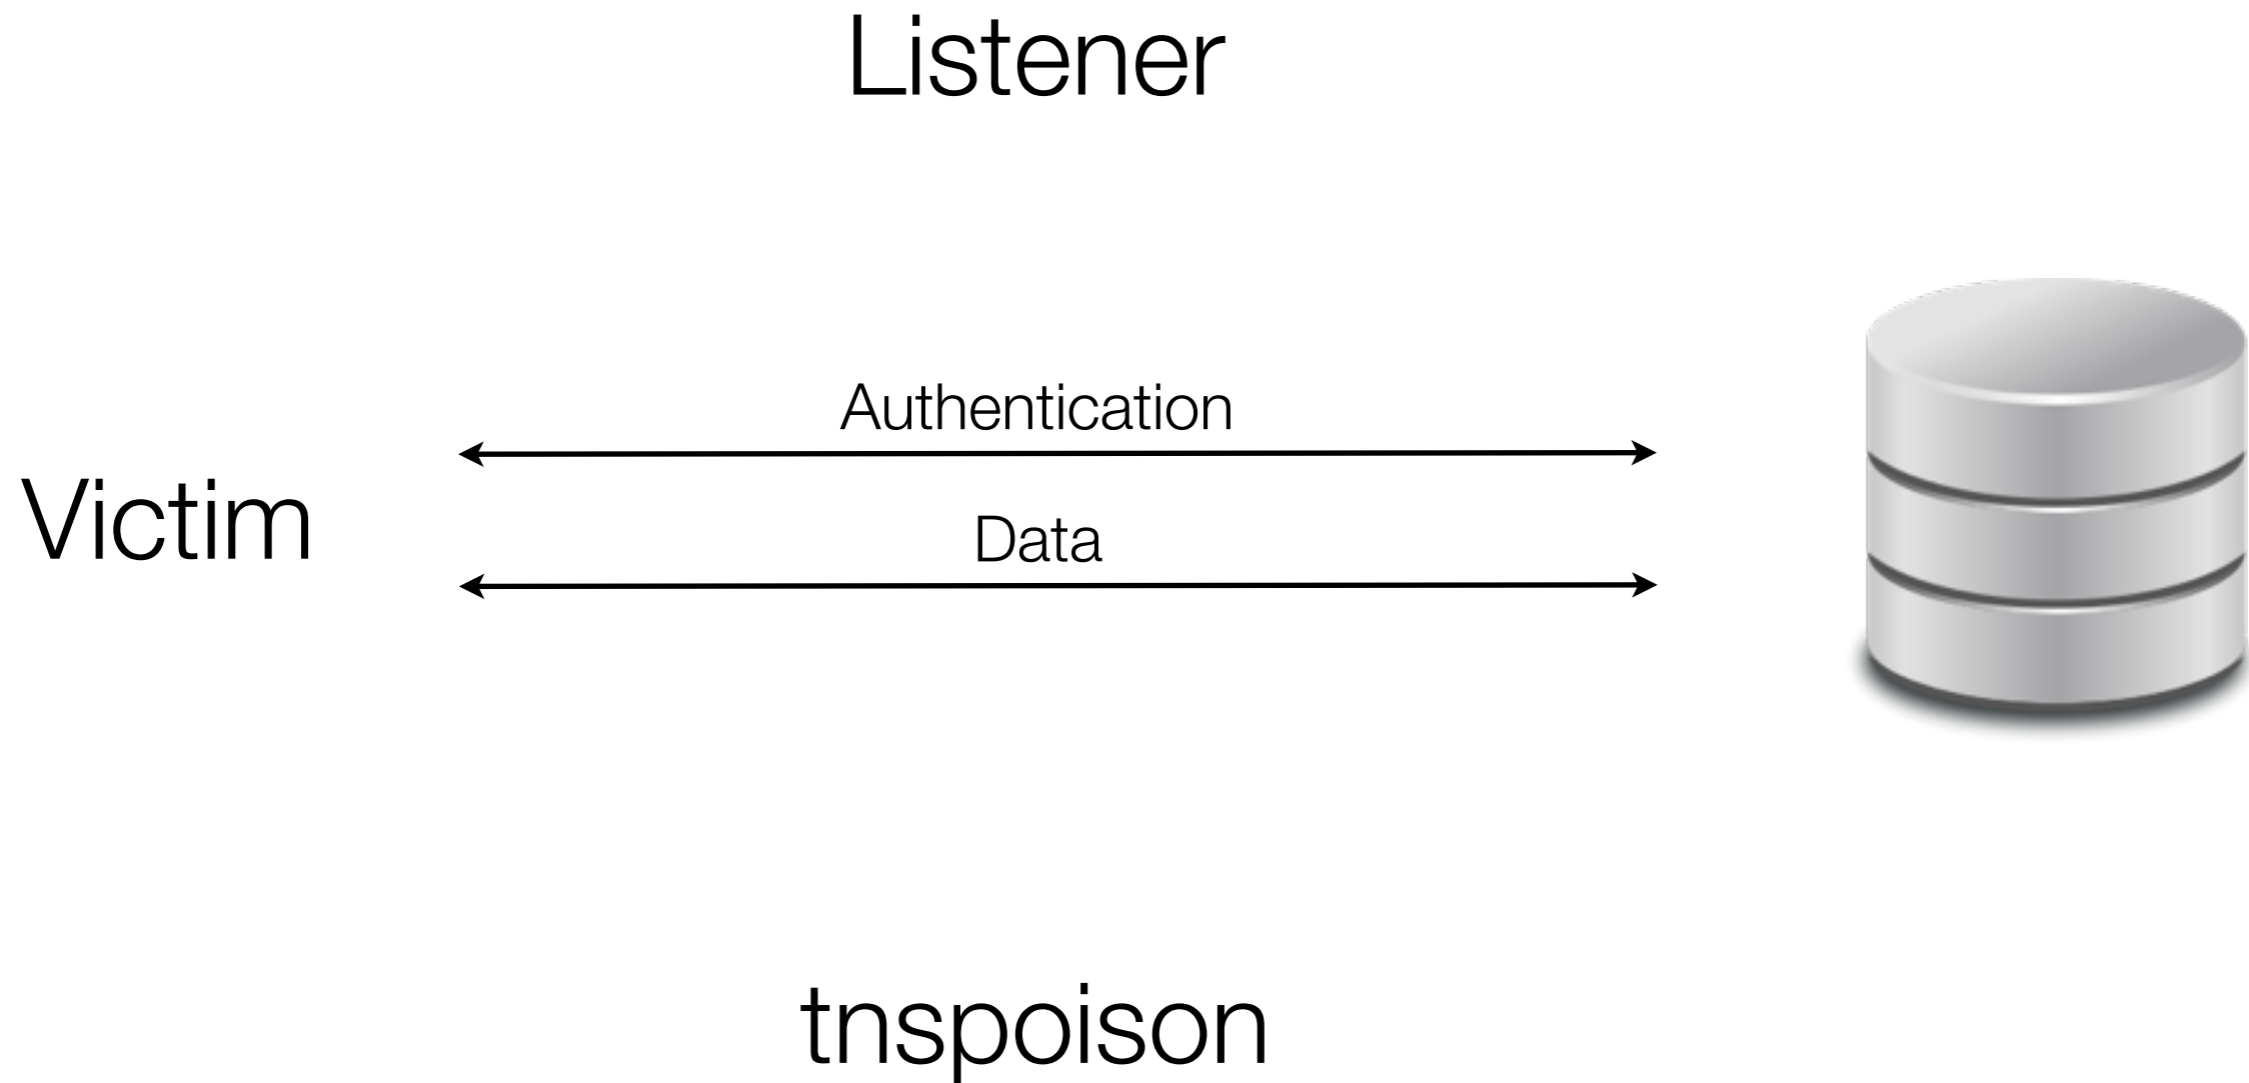 Listener
Authentication
Victim
Data
tnspoison